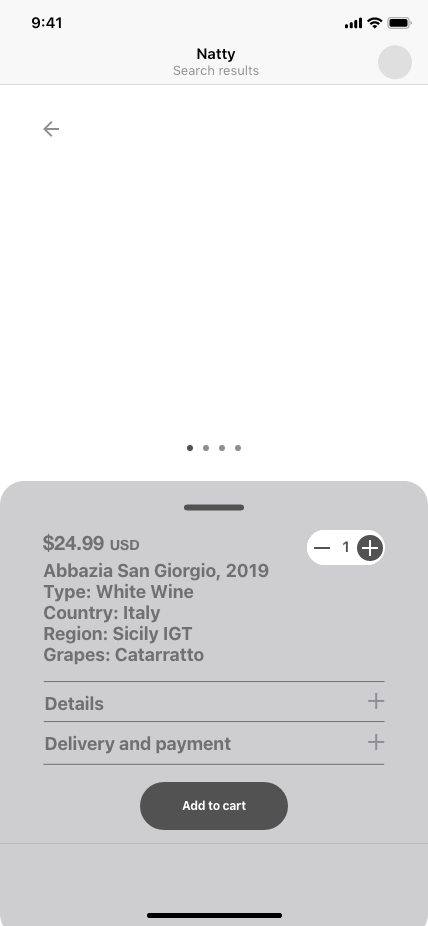 9:41
Natty
Search results
$24.99 USD
1
Abbazia San Giorgio, 2019
Type: White Wine
Country: Italy
Region: Sicily IGT
Grapes: Catarratto
Details
Delivery and payment
Add to cart